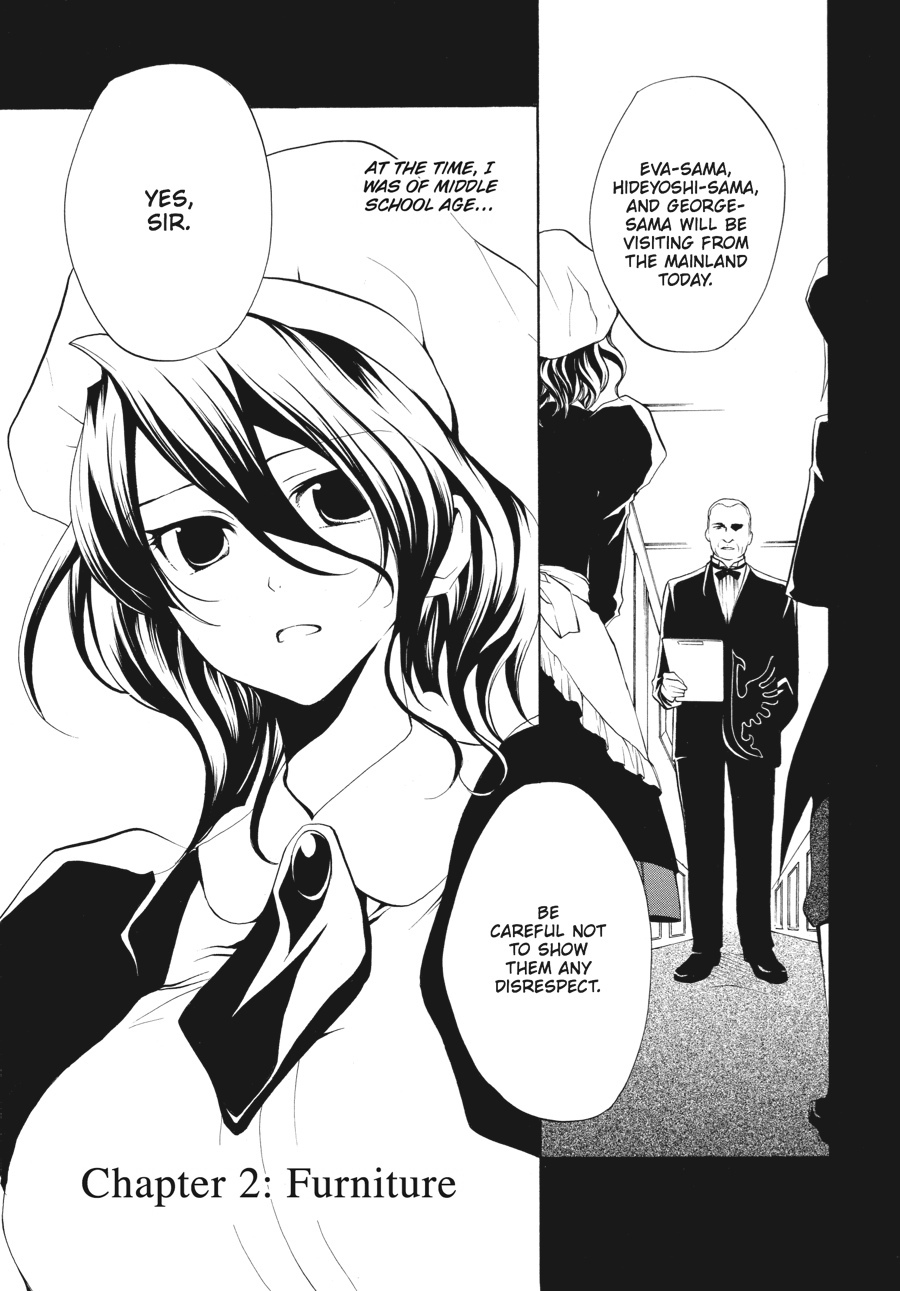 EVA-SAMA,
HIDEYOSHI-SAMA,
AND GEORGE-
SAMA WILL BE
VISITING FROM
THE MAINLAND
TODAY.
BE
CAREFUL NOT
TO SHOW
THEM ANY
DISRESPECT.
AT THE TIME, I
WAS OF MIDDLE
SCHOOL AGE...
YES,
SIR.
Chapter 2: Furniture